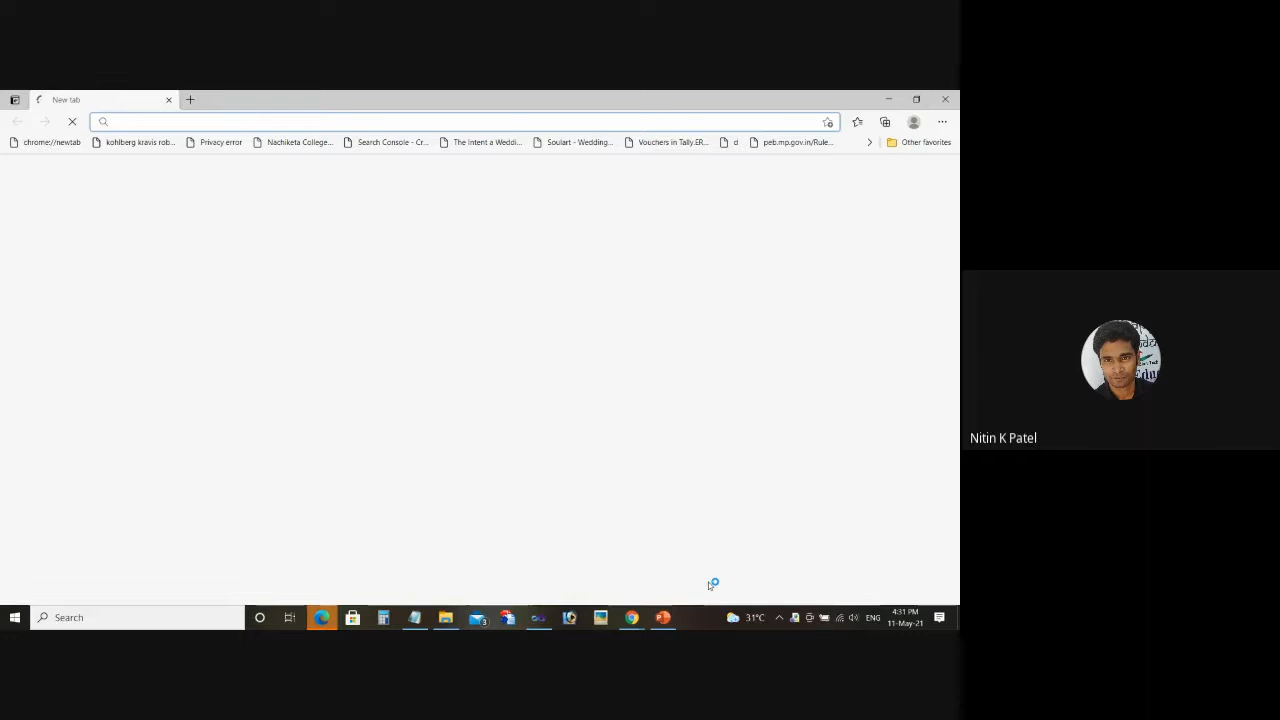 New tab
chrome://newtab kohlberg kravis rob... Privacy error Nachiketa College... Search Console - Cr... The Intent a Weddi... Soulart - Wedding... Vouchers in Tally.ER... d peb.mp.gov.in/Rule... Other favorites
Nitin K Patel
Search 3 31°C ENG 4:31 PM
11-May-21